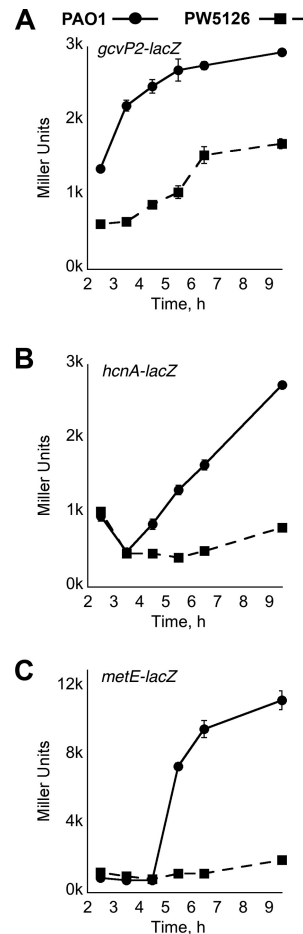 A PAO1 PW5126
gcvP2-lacZ
3k
2k
1k
0k
Miller Units
2 3 4 5 6 7 8 9
Time, h
B
hcnA-lacZ
3k
2k
1k
0k
Miller Units
2 3 4 5 6 7 8 9
Time, h
C
metE-lacZ
12k
8k
4k
0k
Miller Units
2 3 4 5 6 7 8 9
Time, h